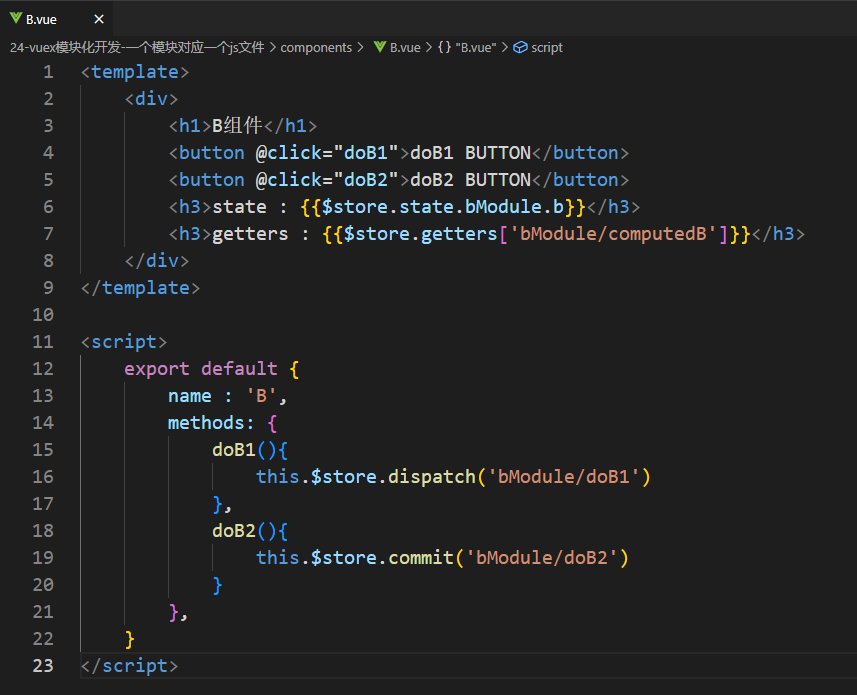 B.vue ×
24-vuex模块化开发-一个模块对应一个js文件 > components > B.vue > {} "B.vue" > script
1 <template>
2     <div>
3         <h1>B组件</h1>
4         <button @click="doB1">doB1 BUTTON</button>
5         <button @click="doB2">doB2 BUTTON</button>
6         <h3>state : {{$store.state.bModule.b}}</h3>
7         <h3>getters : {{$store.getters['bModule/computedB']}}</h3>
8     </div>
9 </template>
10
11 <script>
12     export default {
13         name : 'B',
14         methods: {
15             doB1(){
16                 this.$store.dispatch('bModule/doB1')
17             },
18             doB2(){
19                 this.$store.commit('bModule/doB2')
20             }
21         },
22     }
23 </script>